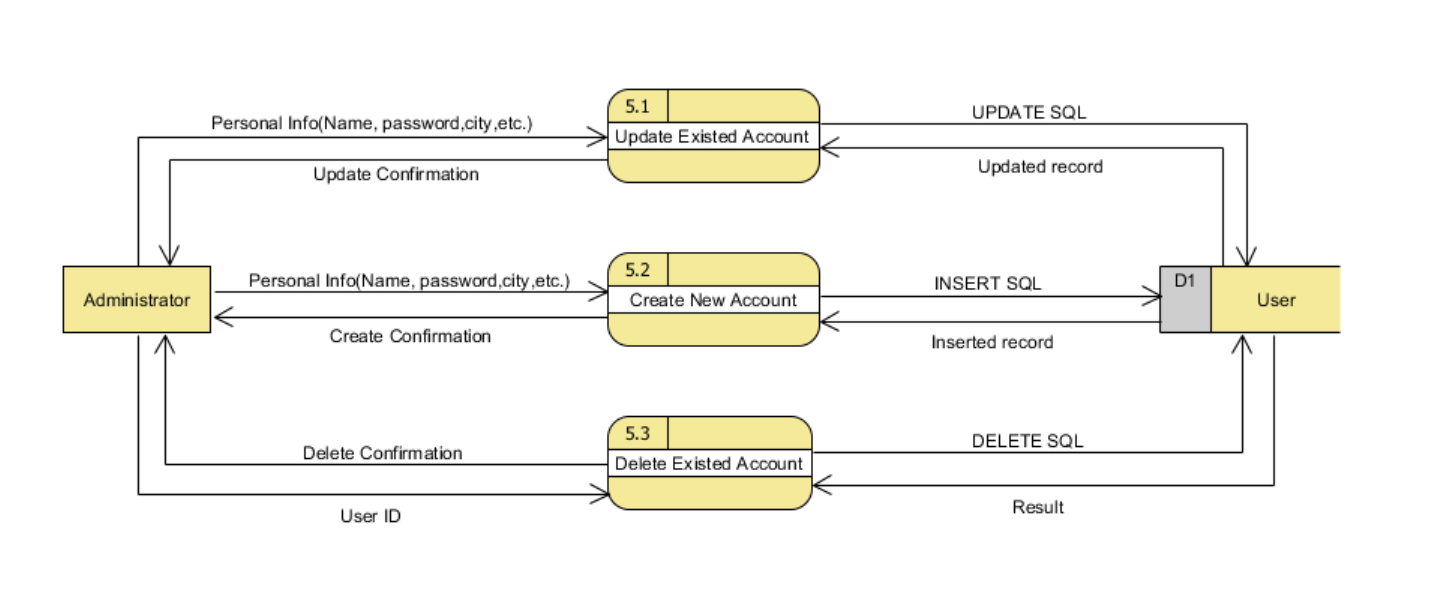 5.1
UPDATE SQL
Personal Info(Name, password,city,etc.)
Update Existed Account
Updated record
Update Confirmation
5.2
D1
Personal Info(Name, password,city,etc.)
INSERT SQL
Administrator
Create New Account
User
Create Confirmation
Inserted record
5.3
DELETE SQL
Delete Confirmation
Delete Existed Account
Result
User ID